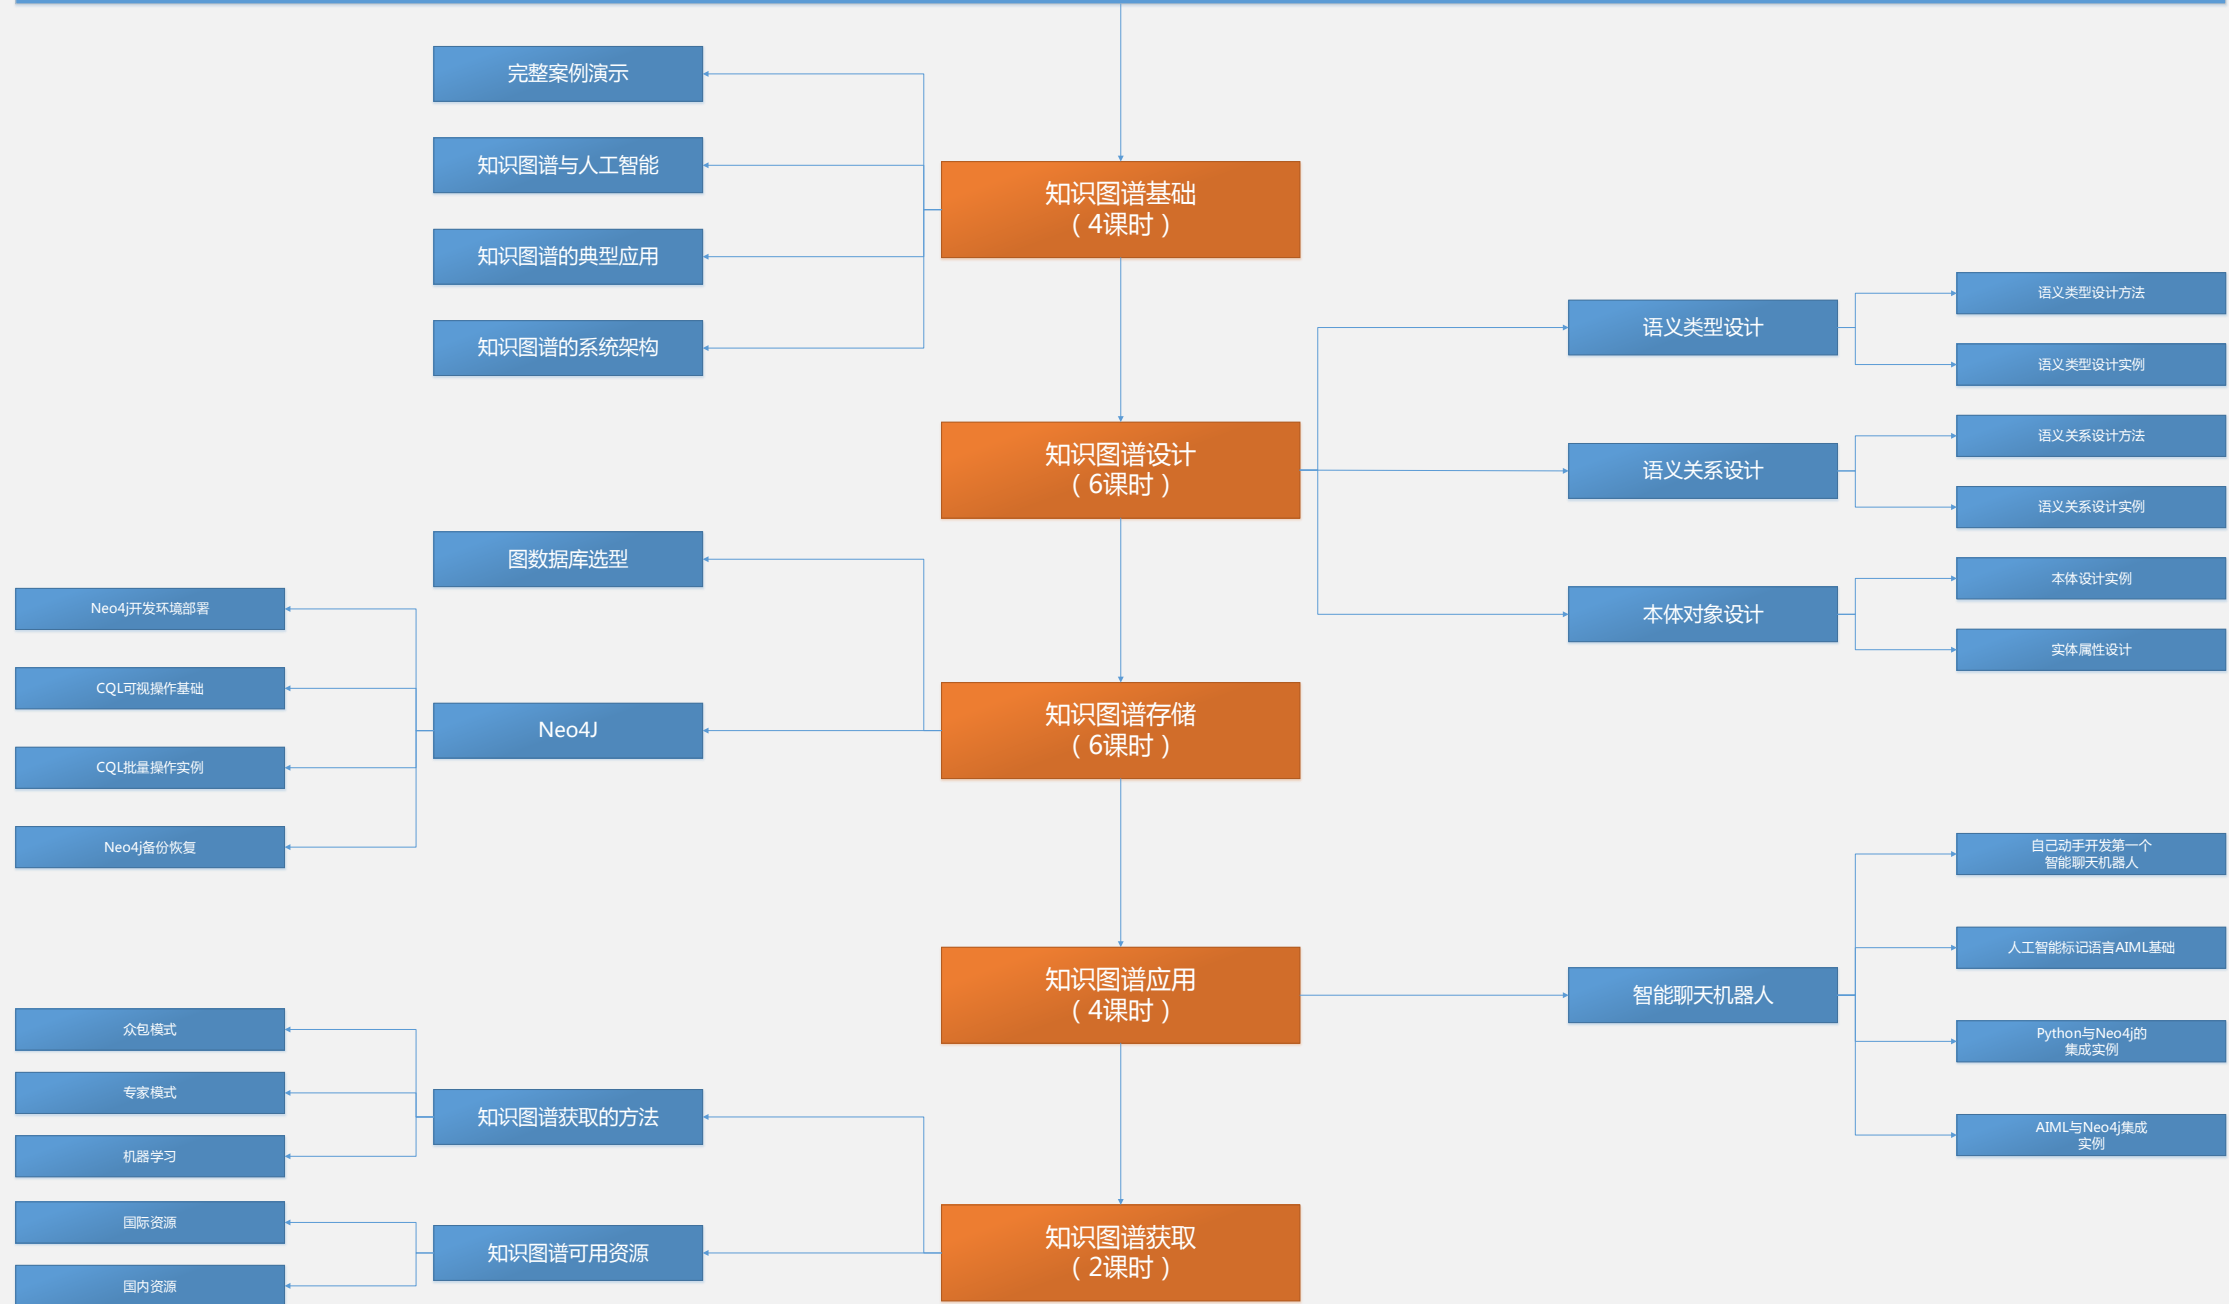 完整案例演示
知识图谱与人工智能
知识图谱的典型应用
知识图谱的系统架构
知识图谱基础
（4课时）
知识图谱设计
（6课时）
语义类型设计
语义类型设计方法
语义类型设计实例
语义关系设计
语义关系设计方法
语义关系设计实例
本体对象设计
本体设计实例
实体属性设计
图数据库选型
Neo4J
Neo4j开发环境部署
CQL可视操作基础
CQL批量操作实例
Neo4j备份恢复
知识图谱存储
（6课时）
知识图谱应用
（4课时）
智能聊天机器人
自己动手开发第一个
智能聊天机器人
人工智能标记语言AIML基础
Python与Neo4j的
集成实例
AIML与Neo4j集成
实例
知识图谱获取的方法
众包模式
专家模式
机器学习
知识图谱可用资源
国际资源
国内资源
知识图谱获取
（2课时）